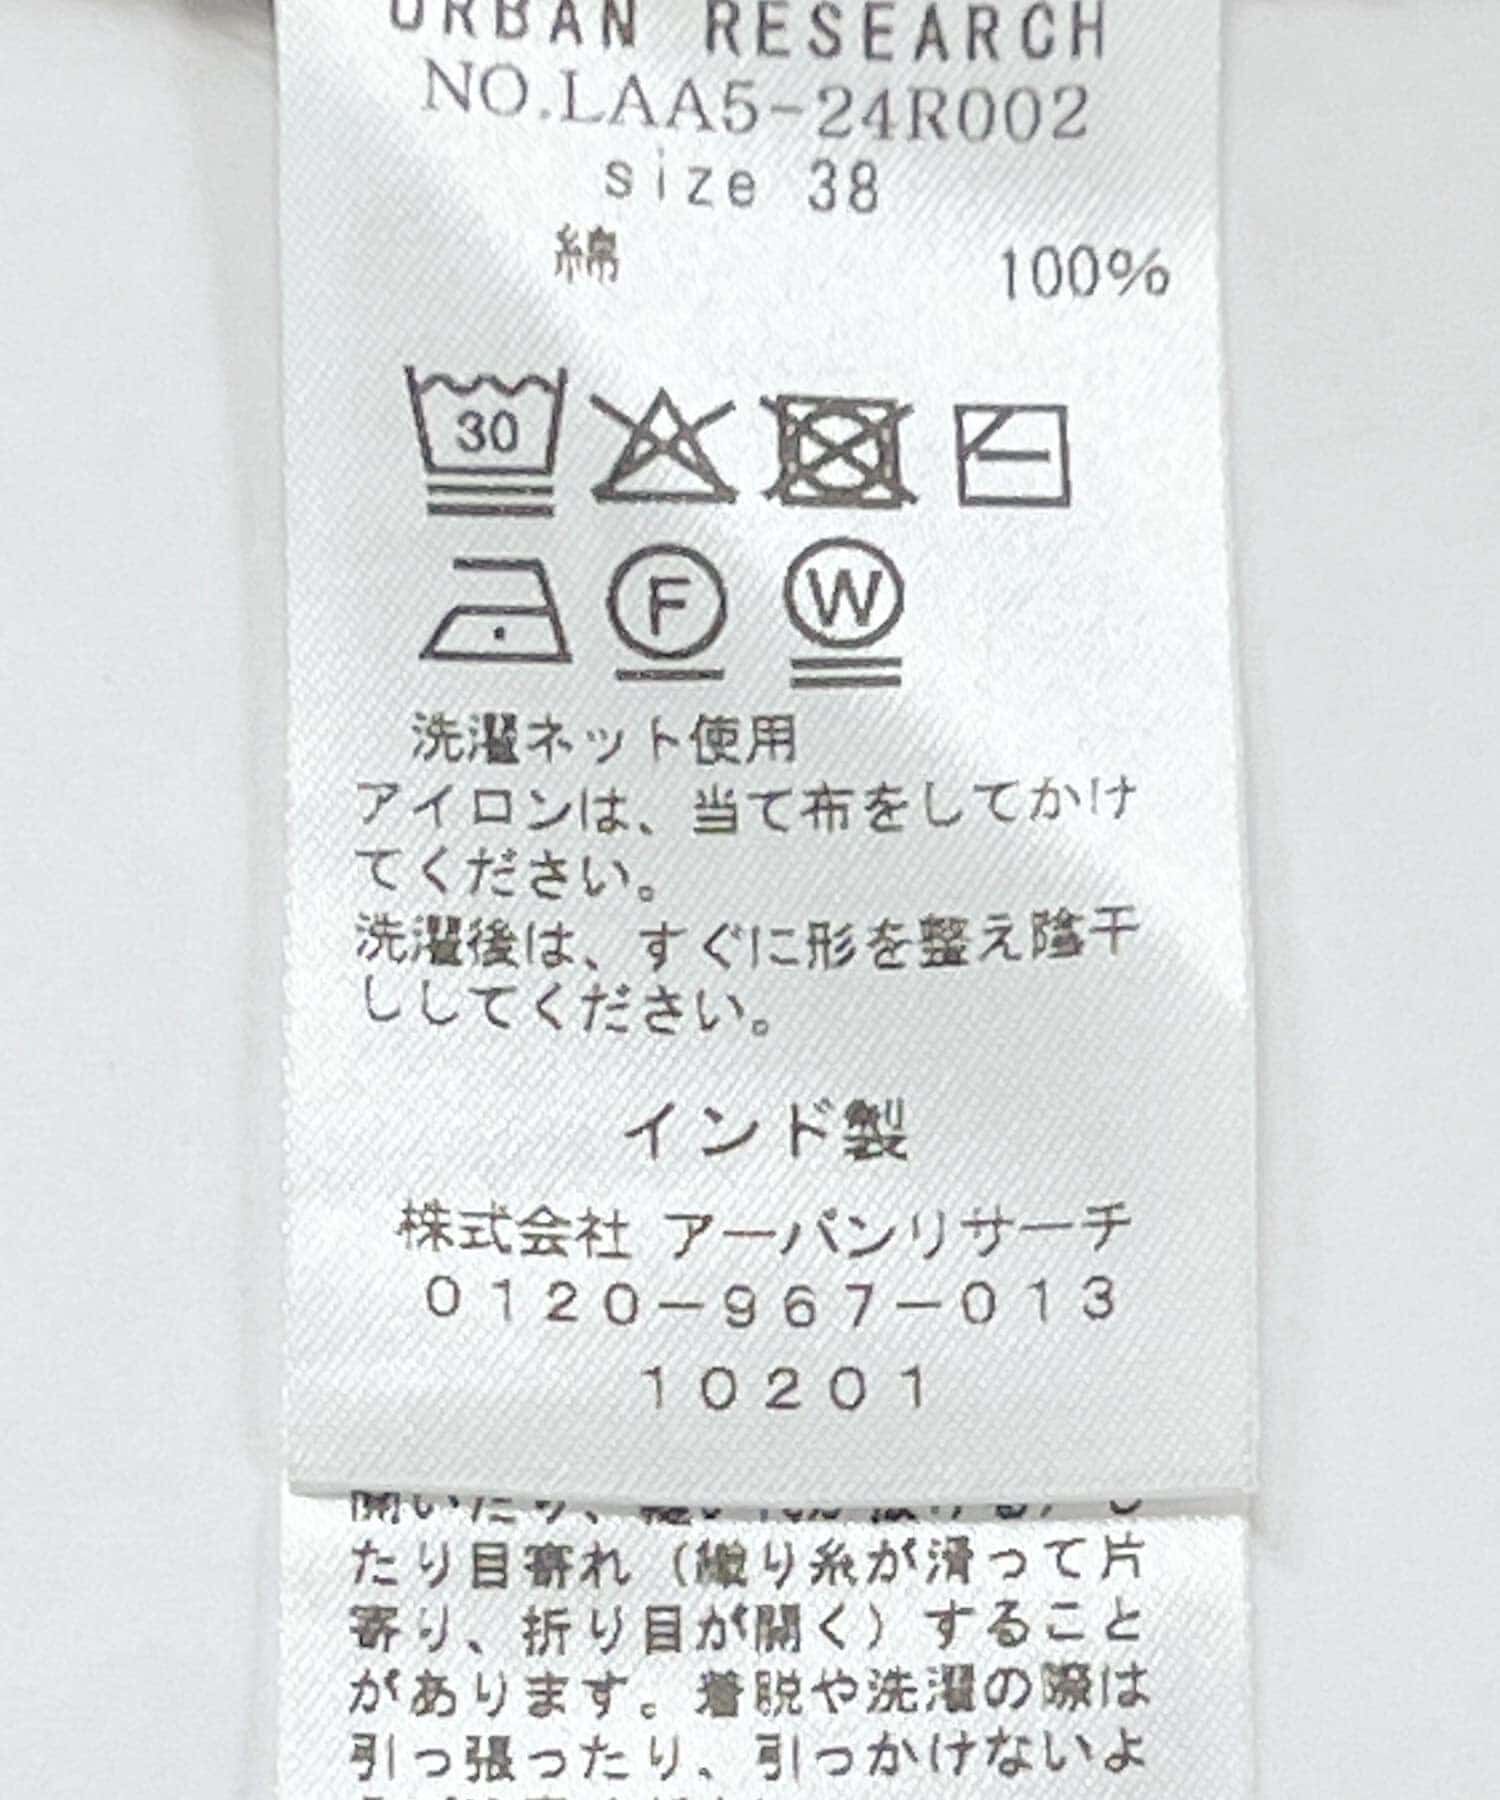 URBAN RESEARCH
NO.LAA5-24R002
size 38
綿 100%
30
F W
洗濯ネット使用
アイロンは、当て布をしてかけ
てください。
洗濯後は、すぐに形を整え陰干
ししてください。
インド製
株式会社 アーバンリサーチ
0120-967-013
10201
たり目寄れ（織り糸が滑って片
寄り、折り目が開く）すること
があります。着脱や洗濯の際は
引っ張ったり、引っかけないよ